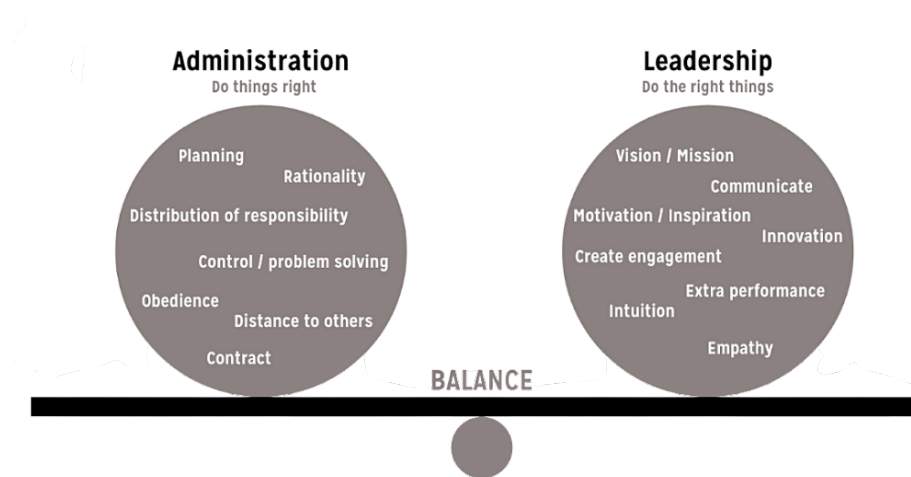 Administration
Do things right
Planning
Rationality
Distribution of responsibility
Control / problem solving
Obedience
Distance to others
Contract
Leadership
Do the right things
Vision / Mission
Communicate
Motivation / Inspiration
Innovation
Create engagement
Extra performance
Intuition
Empathy
BALANCE